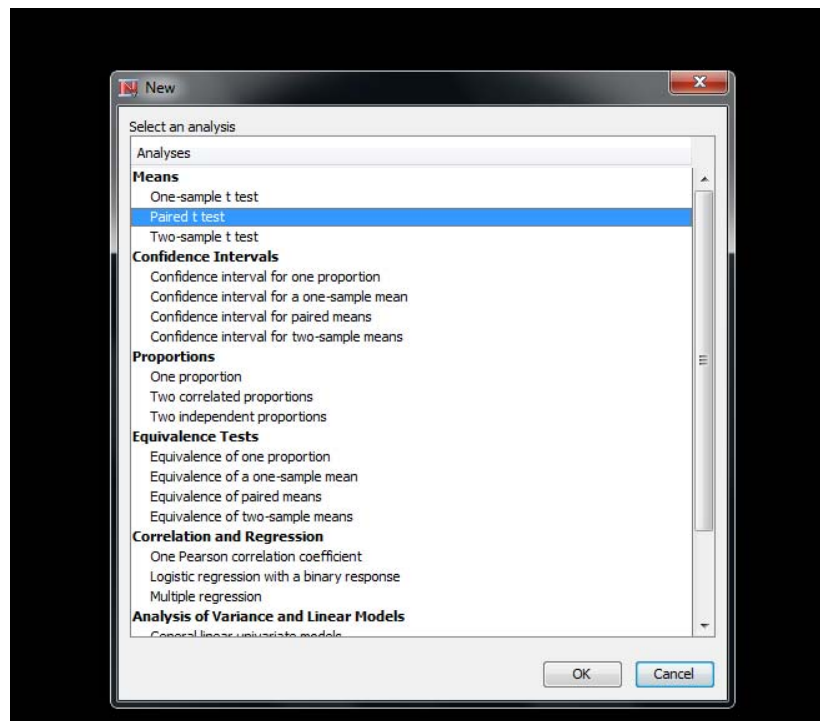 New
Select an analysis
Analyses
Means
One-sample t test
Paired t test
Two-sample t test
Confidence Intervals
Confidence interval for one proportion
Confidence interval for a one-sample mean
Confidence interval for paired means
Confidence interval for two-sample means
Proportions
One proportion
Two correlated proportions
Two independent proportions
Equivalence Tests
Equivalence of one proportion
Equivalence of a one-sample mean
Equivalence of paired means
Equivalence of two-sample means
Correlation and Regression
One Pearson correlation coefficient
Logistic regression with a binary response
Multiple regression
Analysis of Variance and Linear Models
General linear univariate models
OK Cancel